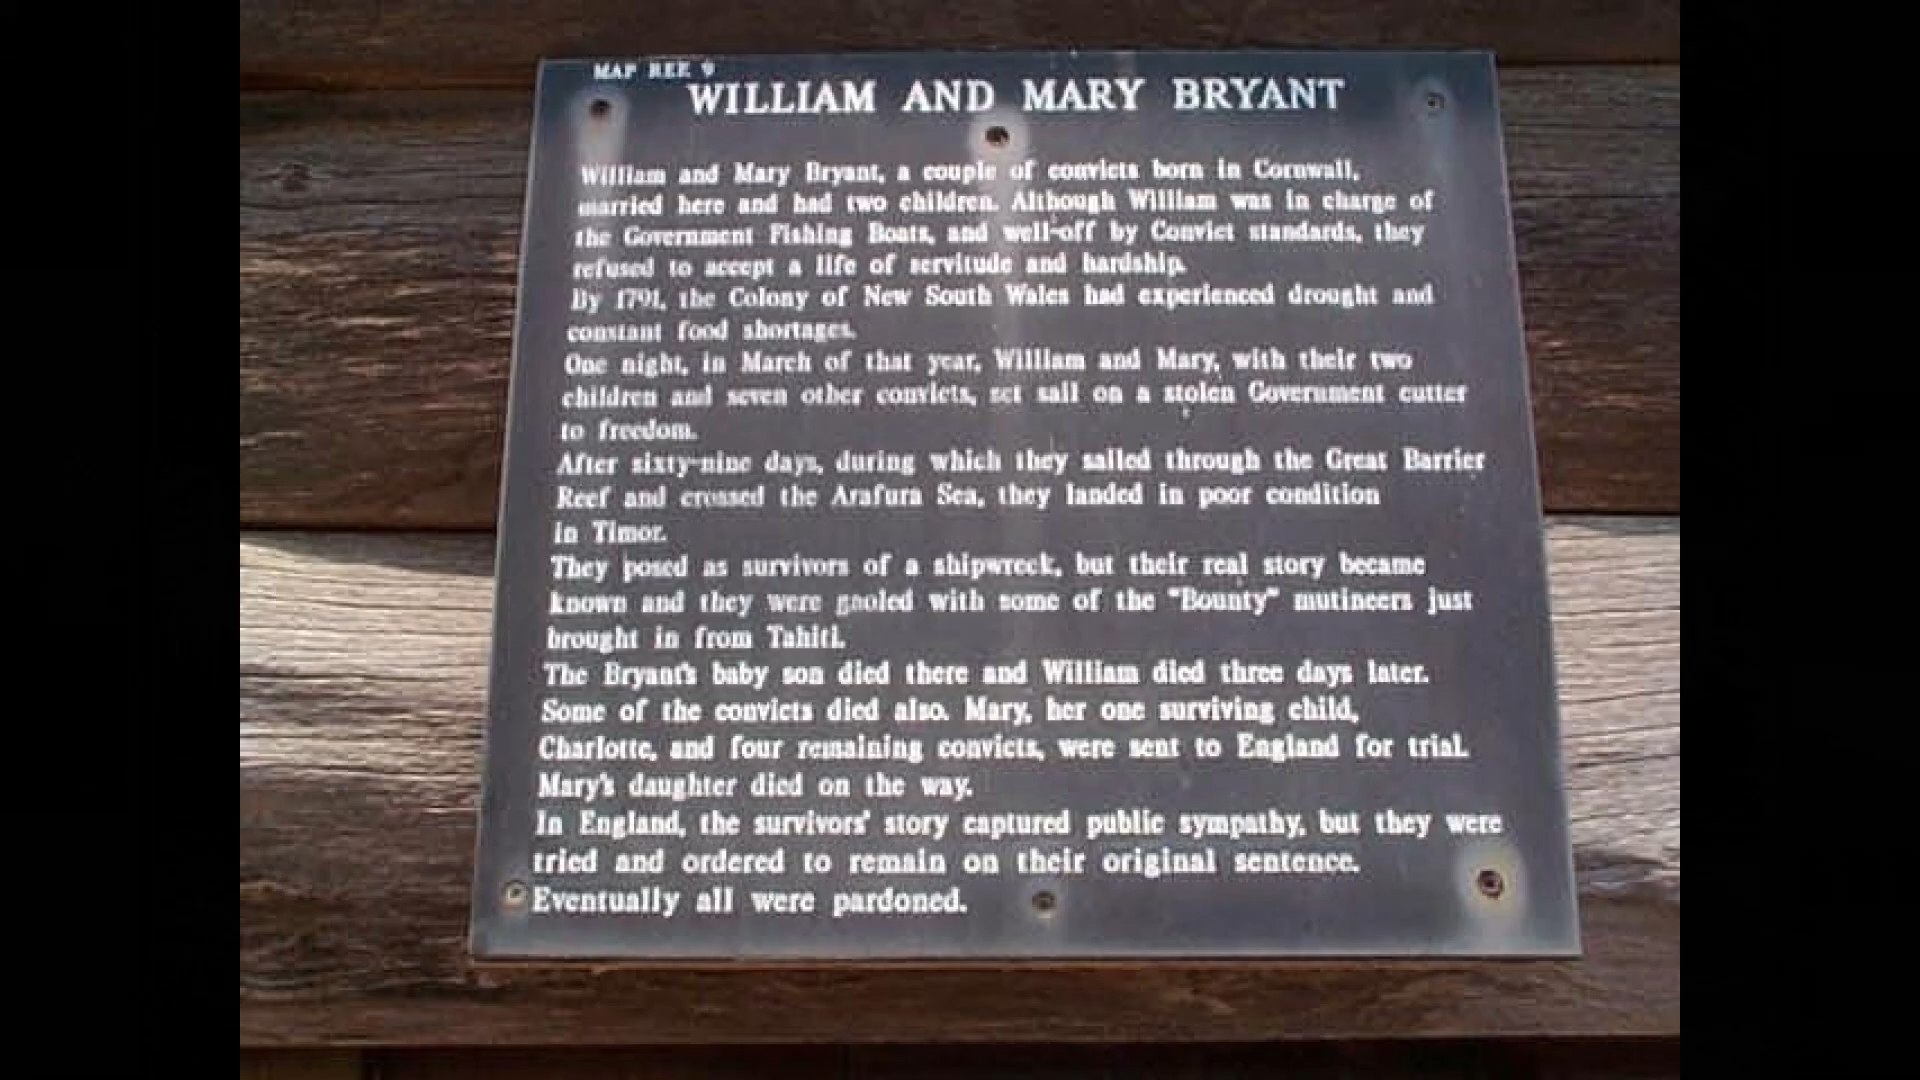 MAP REF 9
WILLIAM AND MARY BRYANT
William and Mary Bryant, a couple of convicts born in Cornwall,
married here and had two children. Although William was in charge of
the Government Fishing Boats, and well-off by Convict standards, they
refused to accept a life of servitude and hardship.
By 1791, the Colony of New South Wales had experienced drought and
constant food shortages.
One night, in March of that year, William and Mary, with their two
children and seven other convicts, set sail on a stolen Government cutter
to freedom.
After sixty-nine days, during which they sailed through the Great Barrier
Reef and crossed the Arafura Sea, they landed in poor condition
in Timor.
They posed as survivors of a shipwreck, but their real story became
known and they were gaoled with some of the "Bounty" mutineers just
brought in from Tahiti.
The Bryant's baby son died there and William died three days later.
Some of the convicts died also. Mary, her one surviving child,
Charlotte, and four remaining convicts, were sent to England for trial.
Mary's daughter died on the way.
In England, the survivors' story captured public sympathy, but they were
tried and ordered to remain on their original sentence.
Eventually all were pardoned.